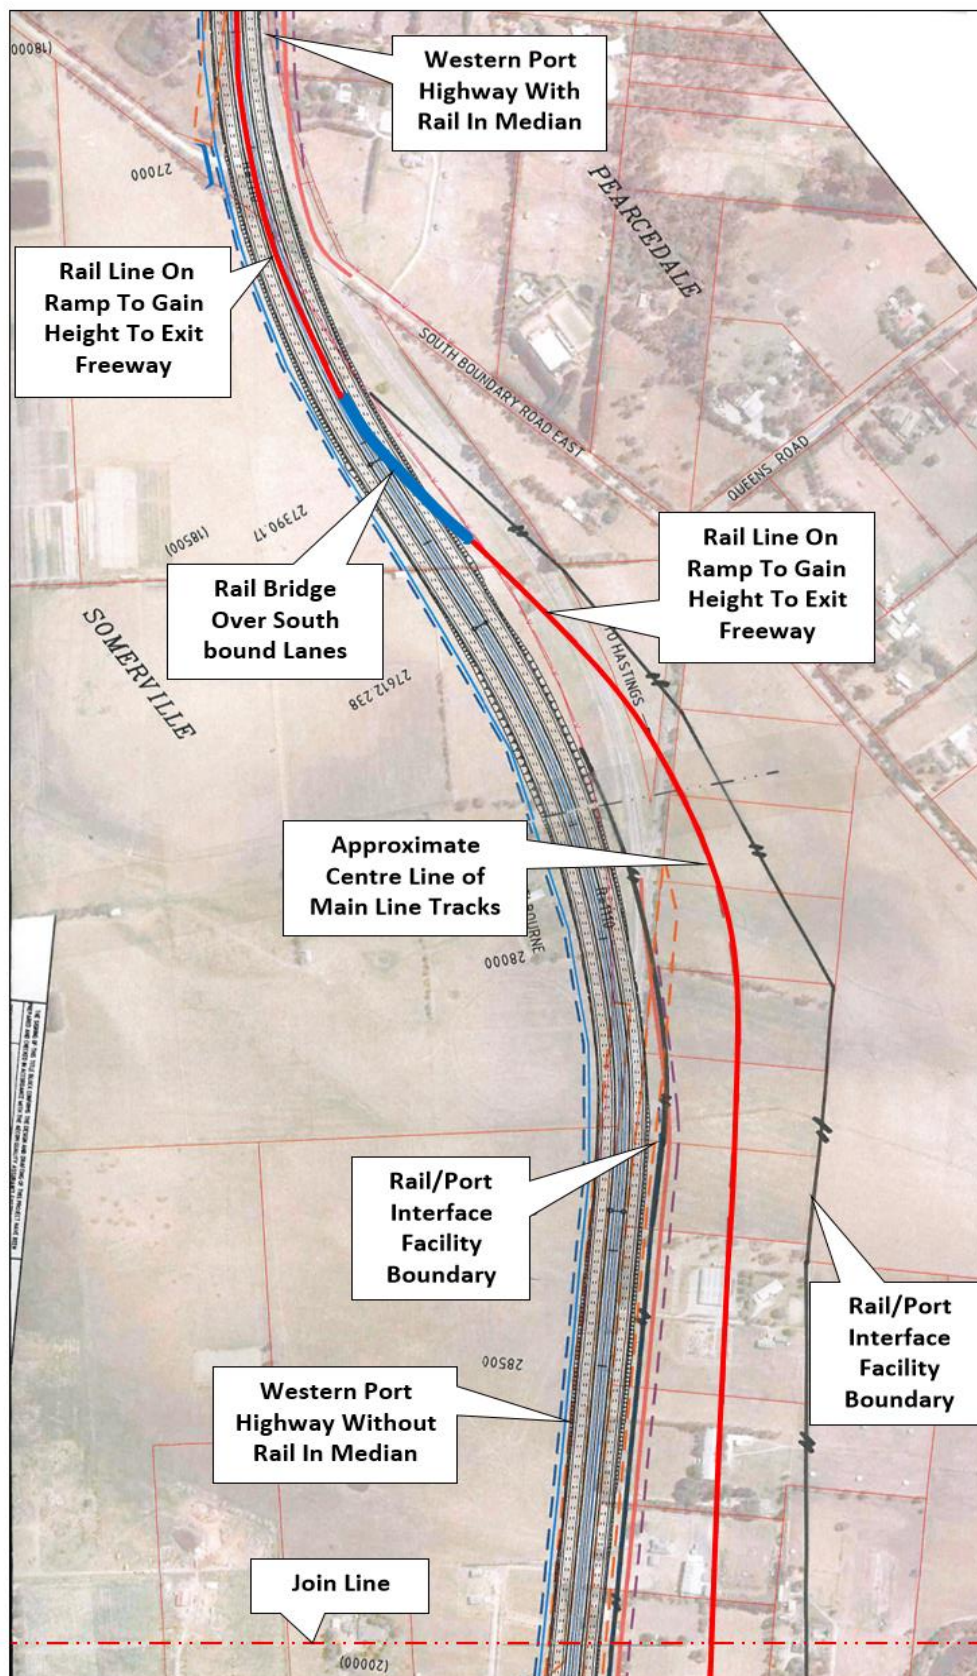 (18000)
Western Port
Highway With
Rail In Median
27000
PEARCEDALE
Rail Line On
Ramp To Gain
Height To Exit
Freeway
SOUTH BOUNDARY ROAD EAST
QUEENS ROAD
27390.17
(18500)
Rail Line On
Ramp To Gain
Height To Exit
Freeway
Rail Bridge
Over South
bound Lanes
SOMERVILLE
TO HASTINGS
27612.238
Approximate
Centre Line of
Main Line Tracks
28000
Rail/Port
Interface
Facility
Boundary
Rail/Port
Interface
Facility
Boundary
28500
Western Port
Highway Without
Rail In Median
Join Line
(20000)